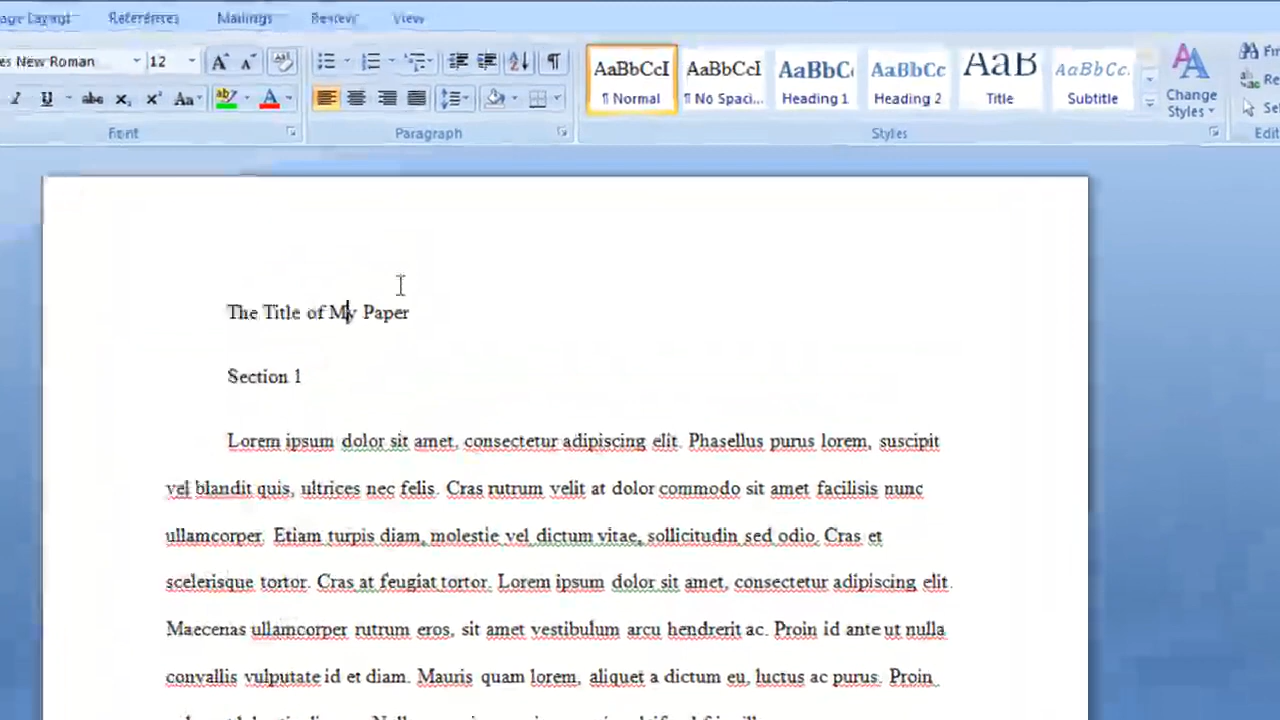 References Mailings Review View
New Roman 12
Aa
AaBbCcI AaBbCcI AaBbC AaBbCc AaB AaBbCc.
¶ Normal ¶ No Spaci... Heading 1 Heading 2 Title Subtitle
Change Styles
Font Paragraph Styles
The Title of My Paper
Section 1
Lorem ipsum dolor sit amet, consectetur adipiscing elit. Phasellus purus lorem, suscipit
vel blandit quis, ultrices nec felis. Cras rutrum velit at dolor commodo sit amet facilisis nunc
ullamcorper. Etiam turpis diam, molestie vel dictum vitae, sollicitudin sed odio. Cras et
scelerisque tortor. Cras at feugiat tortor. Lorem ipsum dolor sit amet, consectetur adipiscing elit.
Maecenas ullamcorper rutrum eros, sit amet vestibulum arcu hendrerit ac. Proin id ante ut nulla
convallis vulputate id et diam. Mauris quam lorem, aliquet a dictum eu, luctus ac purus. Proin